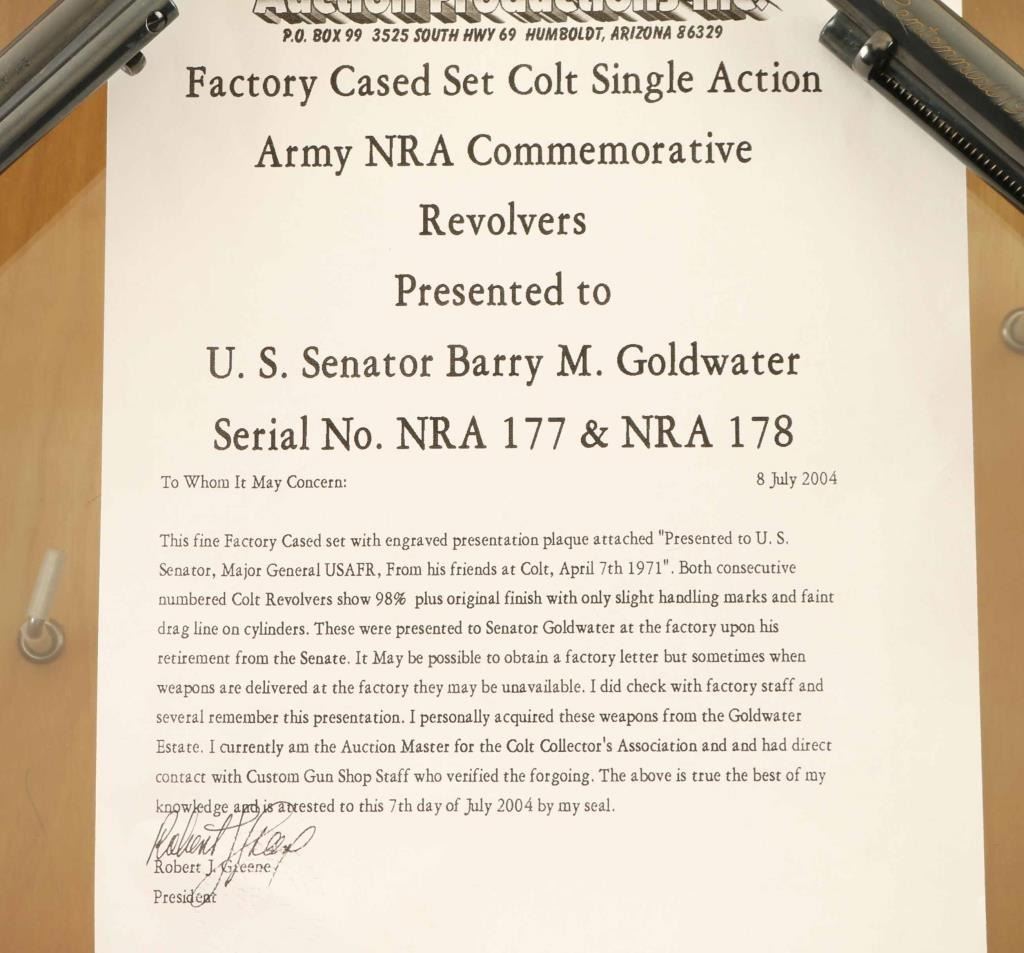 Auction Productions Inc.
P.O. BOX 99 3525 SOUTH HWY 69 HUMBOLDT, ARIZONA 86329
Factory Cased Set Colt Single Action
Army NRA Commemorative
Revolvers
Presented to
U. S. Senator Barry M. Goldwater
Serial No. NRA 177 & NRA 178
To Whom It May Concern: 8 July 2004
This fine Factory Cased set with engraved presentation plaque attached "Presented to U. S.
Senator, Major General USAFR, From his friends at Colt, April 7th 1971". Both consecutive
numbered Colt Revolvers show 98% plus original finish with only slight handling marks and faint
drag line on cylinders. These were presented to Senator Goldwater at the factory upon his
retirement from the Senate. It May be possible to obtain a factory letter but sometimes when
weapons are delivered at the factory they may be unavailable. I did check with factory staff and
several remember this presentation. I personally acquired these weapons from the Goldwater
Estate. I currently am the Auction Master for the Colt Collector's Association and and had direct
contact with Custom Gun Shop Staff who verified the forgoing. The above is true the best of my
knowledge and is attested to this 7th day of July 2004 by my seal.
Robert J. Greene
President